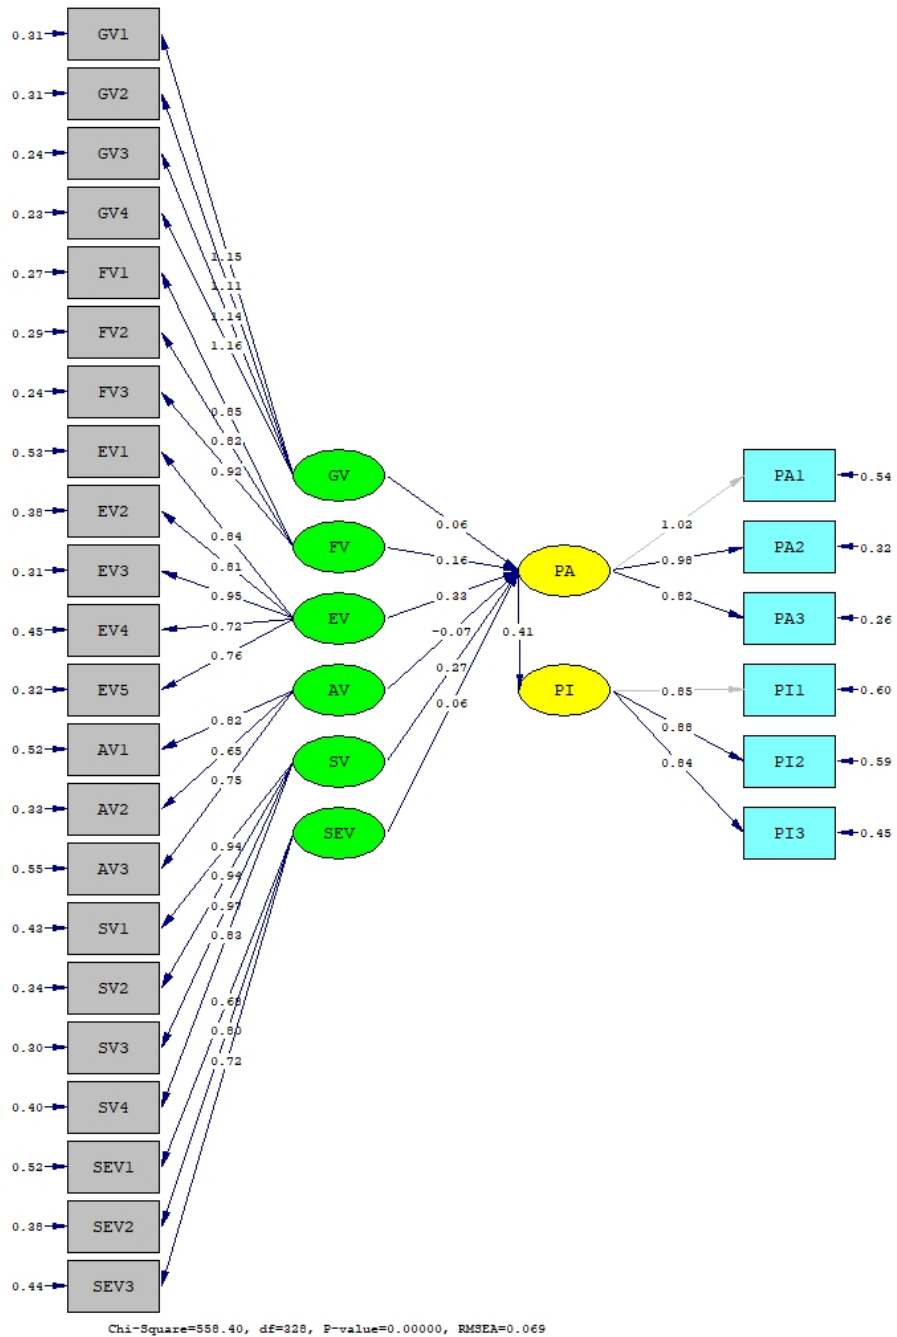 0.31 GV1
0.31 GV2
0.24 GV3
0.23 GV4
0.27 FV1
0.29 FV2
0.24 FV3
0.53 EV1
0.38 EV2
0.31 EV3
0.45 EV4
0.32 EV5
0.52 AV1
0.33 AV2
0.55 AV3
0.43 SV1
0.34 SV2
0.30 SV3
0.40 SV4
0.52 SEV1
0.38 SEV2
0.44 SEV3
1.15
1.11
1.14
1.16
0.85
0.82
0.92
0.84
0.81
0.95
0.72
0.76
0.82
0.65
0.75
0.94
0.94
0.97
0.83
0.68
0.80
0.72
GV
FV
EV
AV
SV
SEV
0.06
0.16
0.33
-0.07
0.27
0.06
PA
0.41
PI
1.02
0.98
0.82
0.85
0.88
0.84
PA1 0.54
PA2 0.32
PA3 0.26
PI1 0.60
PI2 0.59
PI3 0.45
Chi-Square=558.40, df=328, P-value=0.00000, RMSEA=0.069